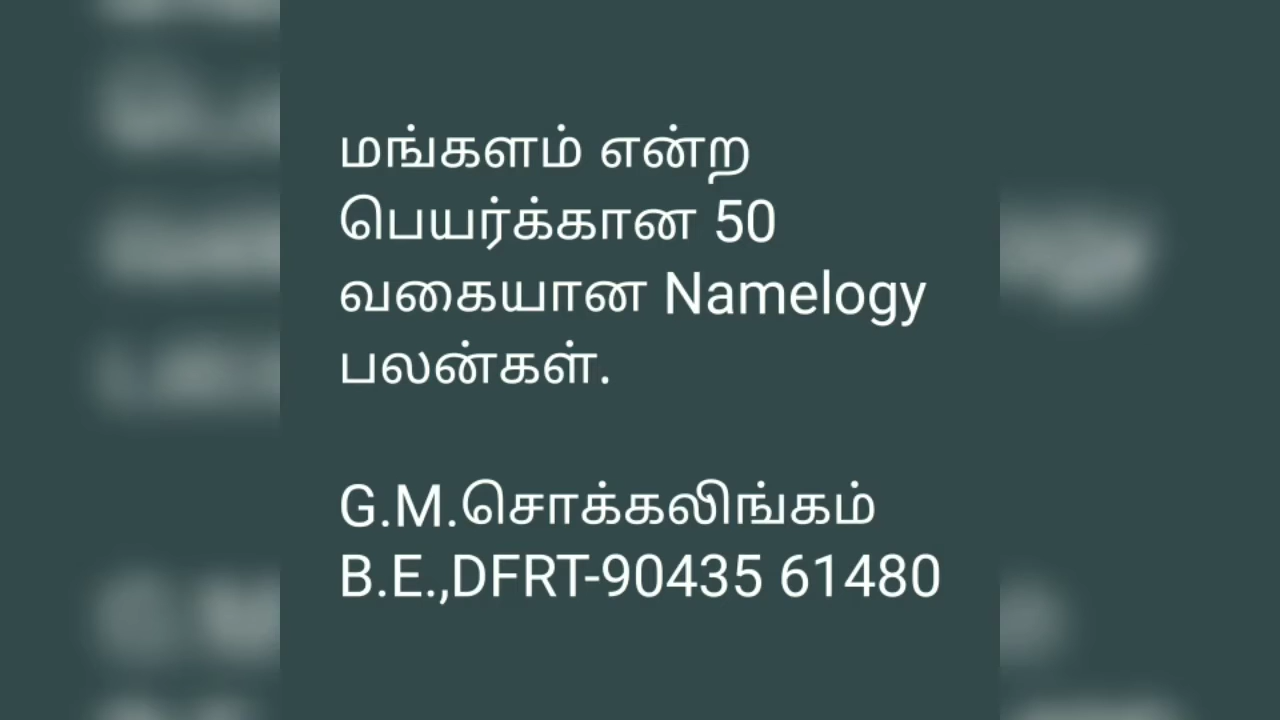 மங்களம் என்ற
பெயர்க்கான 50
வகையான Namelogy
பலன்கள்.
G.M.சொக்கலிங்கம்
B.E.,DFRT-90435 61480